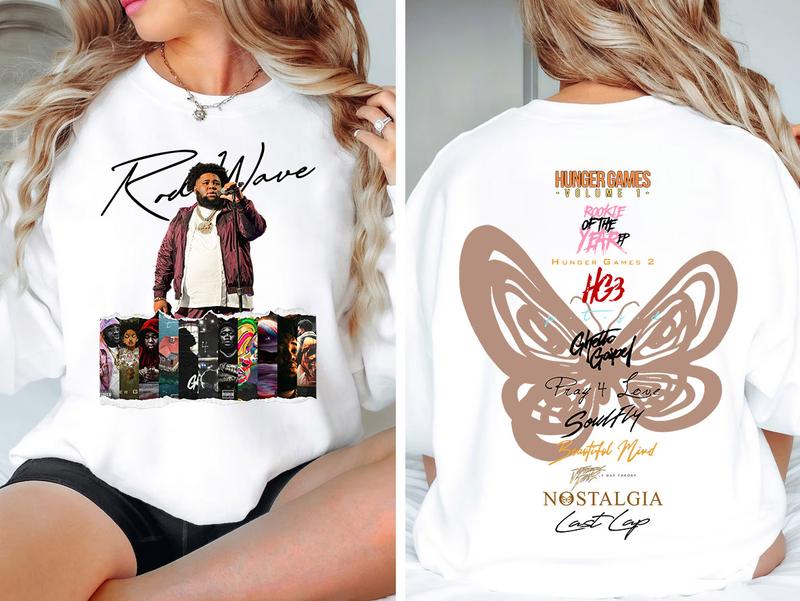 Rod Wave
HUNGER GAMES
·VOLUME 1·
ROOKIE
OF THE
YEAR EP
HUNGER GAMES 2
HG3
Ghetto
Gospel
Pray 4 Love
SoulFly
Beautiful Mind
NOSTALGIA
Last Lap